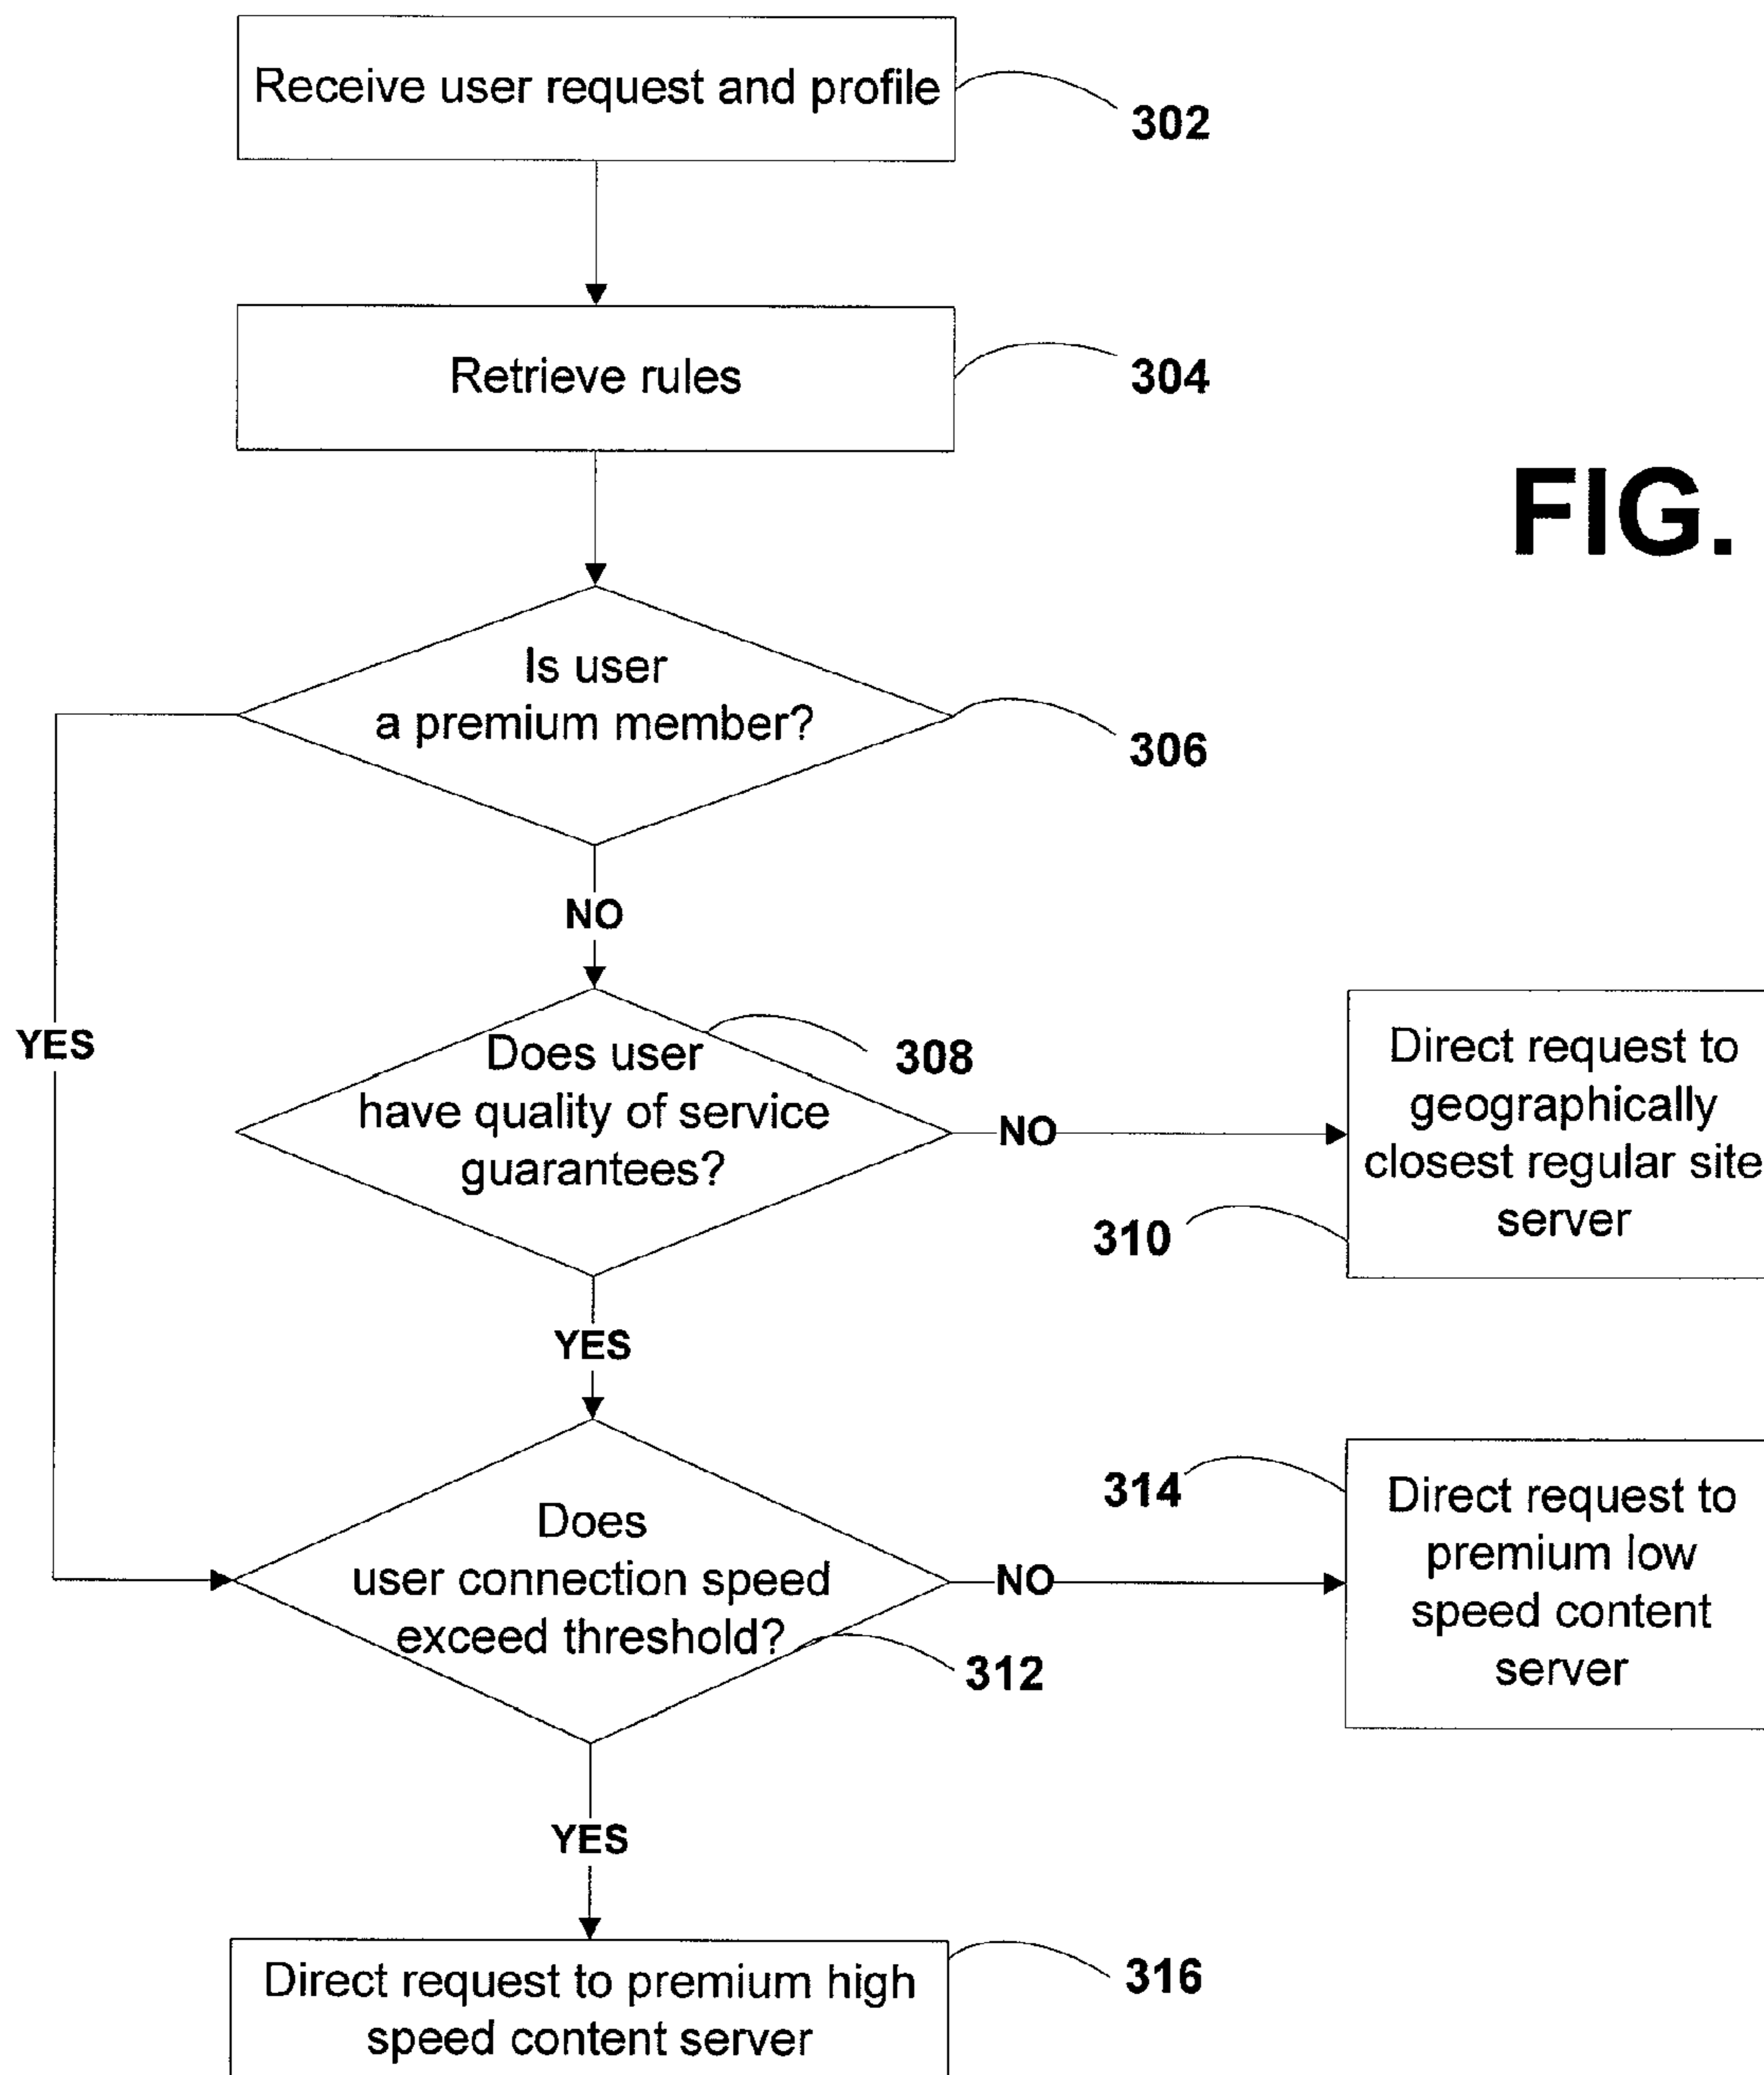 Receive user request and profile
302
Retrieve rules
304
FIG.
Is user
a premium member?
306
NO
YES
Does user
have quality of service
guarantees?
308
NO
Direct request to
geographically
closest regular site
server
310
YES
Does
user connection speed
exceed threshold?
312
NO
314
Direct request to
premium low
speed content
server
YES
Direct request to premium high
speed content server
316